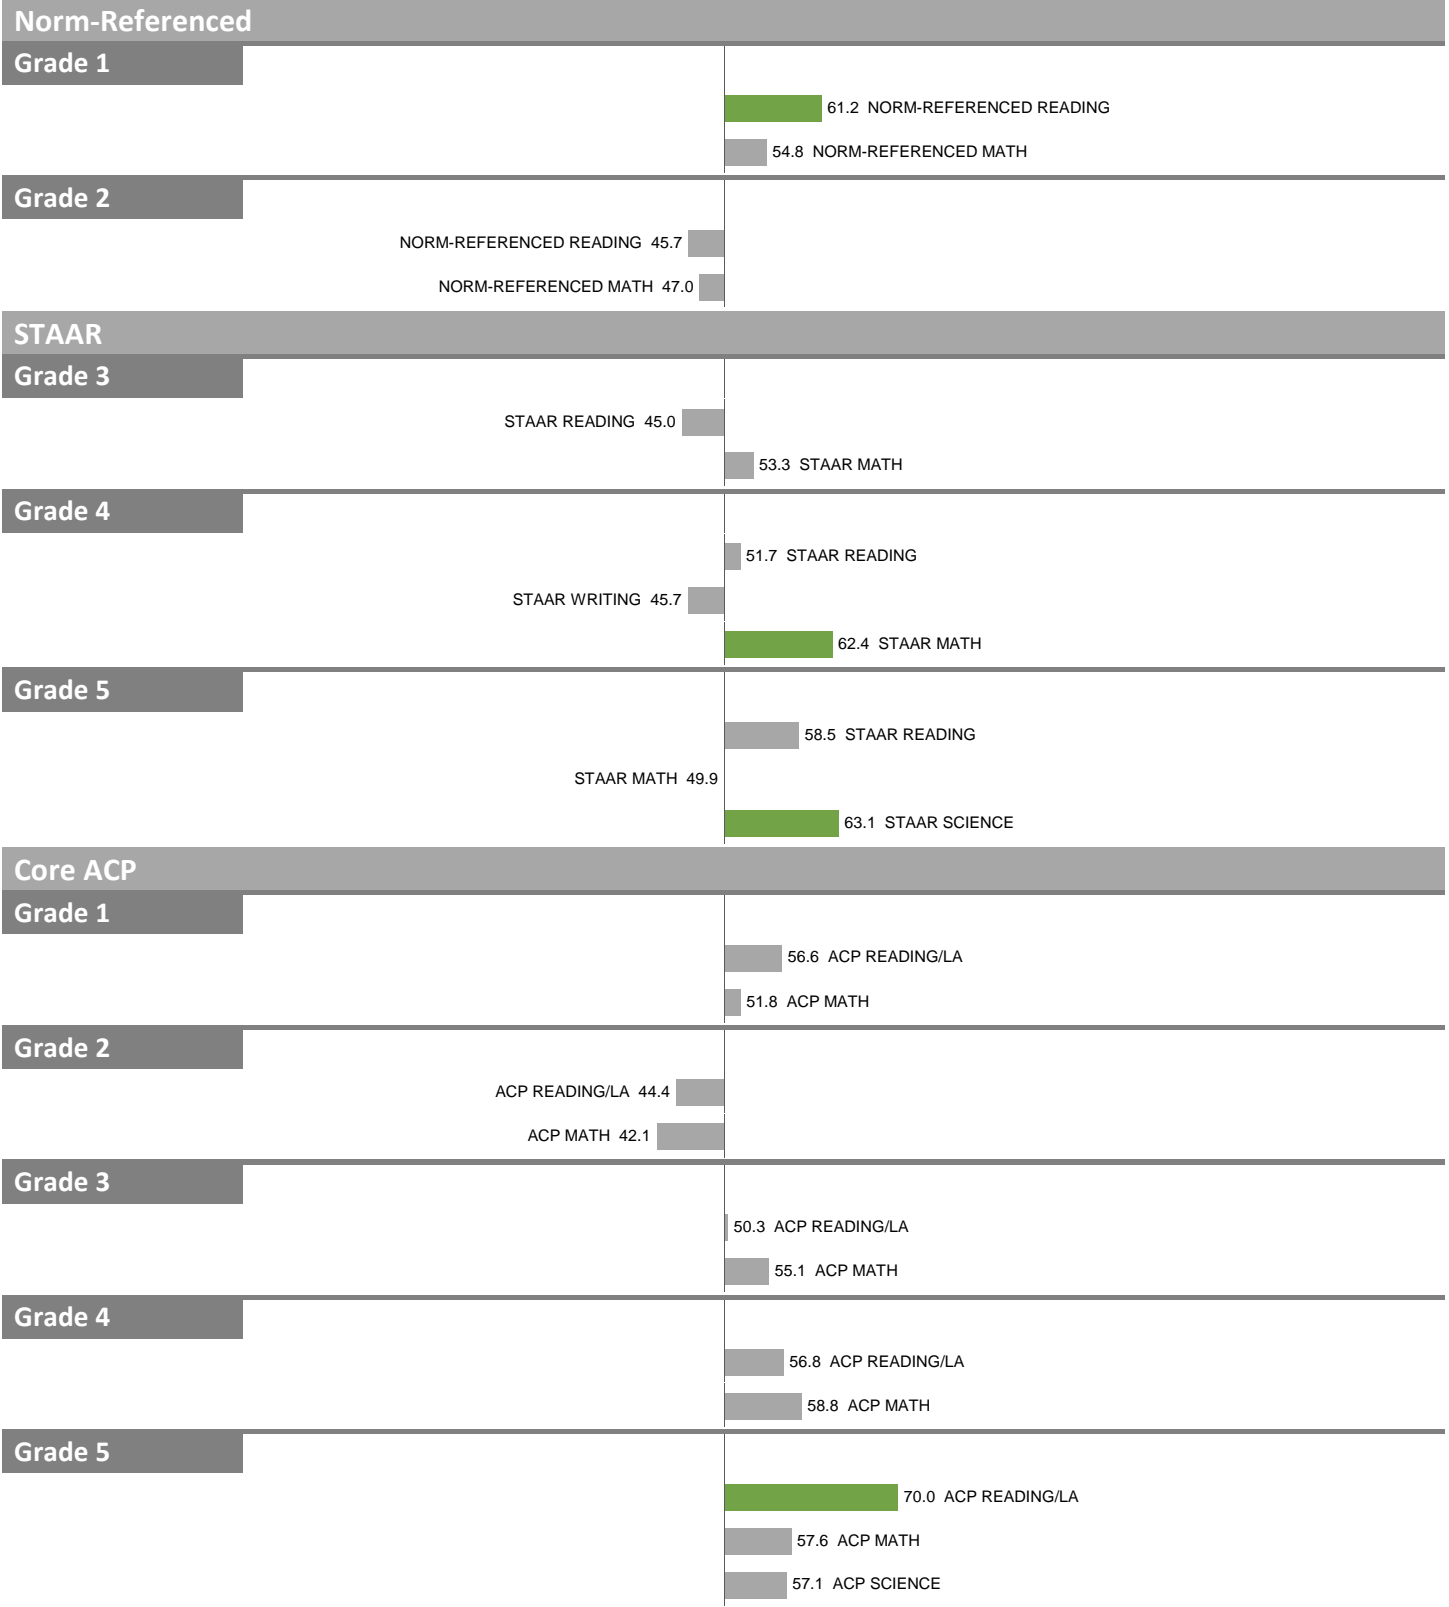 Norm-Referenced
Grade 1
61.2 NORM-REFERENCED READING
54.8 NORM-REFERENCED MATH
Grade 2
NORM-REFERENCED READING 45.7
NORM-REFERENCED MATH 47.0
STAAR
Grade 3
STAAR READING 45.0
53.3 STAAR MATH
Grade 4
51.7 STAAR READING
STAAR WRITING 45.7
62.4 STAAR MATH
Grade 5
58.5 STAAR READING
STAAR MATH 49.9
63.1 STAAR SCIENCE
Core ACP
Grade 1
56.6 ACP READING/LA
51.8 ACP MATH
Grade 2
ACP READING/LA 44.4
ACP MATH 42.1
Grade 3
50.3 ACP READING/LA
55.1 ACP MATH
Grade 4
56.8 ACP READING/LA
58.8 ACP MATH
Grade 5
70.0 ACP READING/LA
57.6 ACP MATH
57.1 ACP SCIENCE